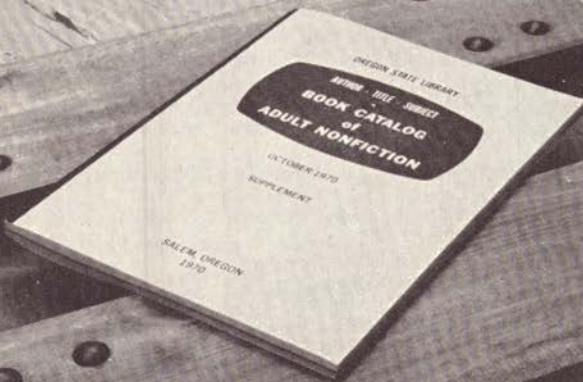 OREGON STATE LIBRARY
AUTHOR · TITLE · SUBJECT
BOOK CATALOG
of
ADULT NONFICTION
OCTOBER 1970
SUPPLEMENT
SALEM, OREGON
1970